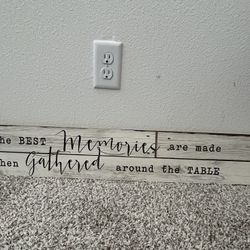 he BEST Memories are made
hen Gathered around the TABLE